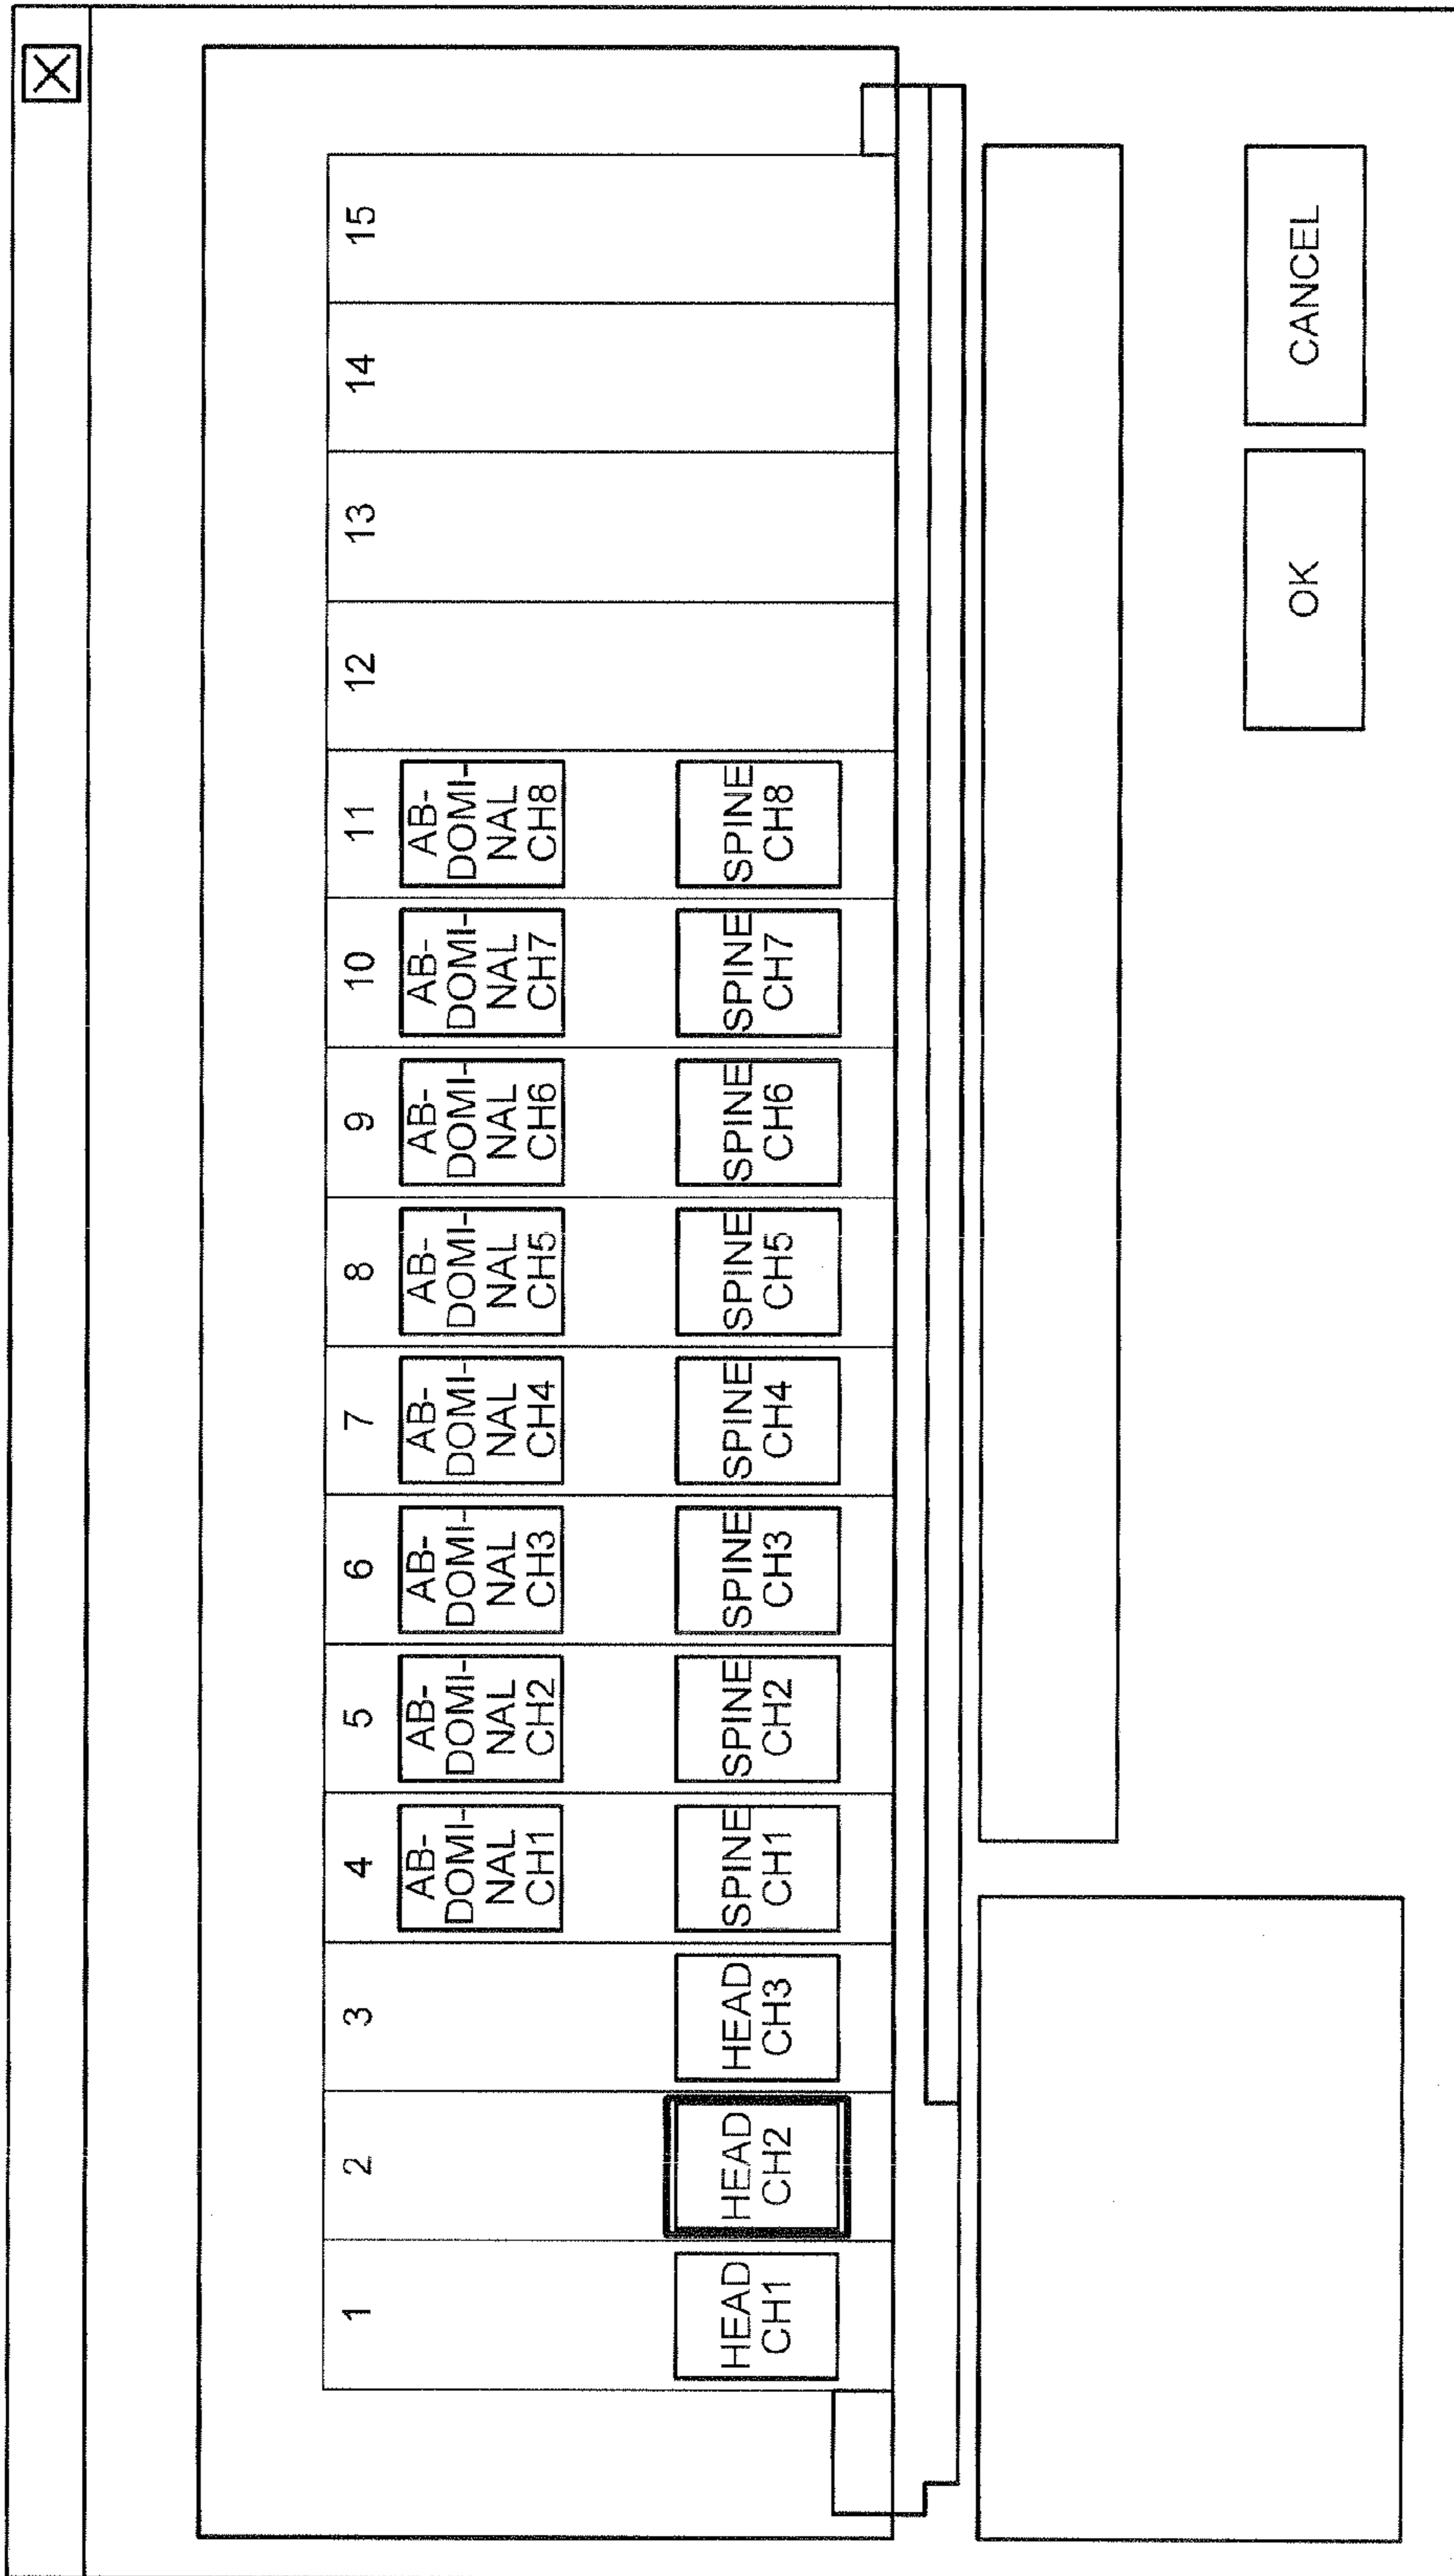 1
2
3
4
5
6
7
8
9
10
11
12
13
14
15
AB-
DOMI-
NAL
CH1
AB-
DOMI-
NAL
CH2
AB-
DOMI-
NAL
CH3
AB-
DOMI-
NAL
CH4
AB-
DOMI-
NAL
CH5
AB-
DOMI-
NAL
CH6
AB-
DOMI-
NAL
CH7
AB-
DOMI-
NAL
CH8
HEAD
CH1
HEAD
CH2
HEAD
CH3
SPINE
CH1
SPINE
CH2
SPINE
CH3
SPINE
CH4
SPINE
CH5
SPINE
CH6
SPINE
CH7
SPINE
CH8
OK
CANCEL